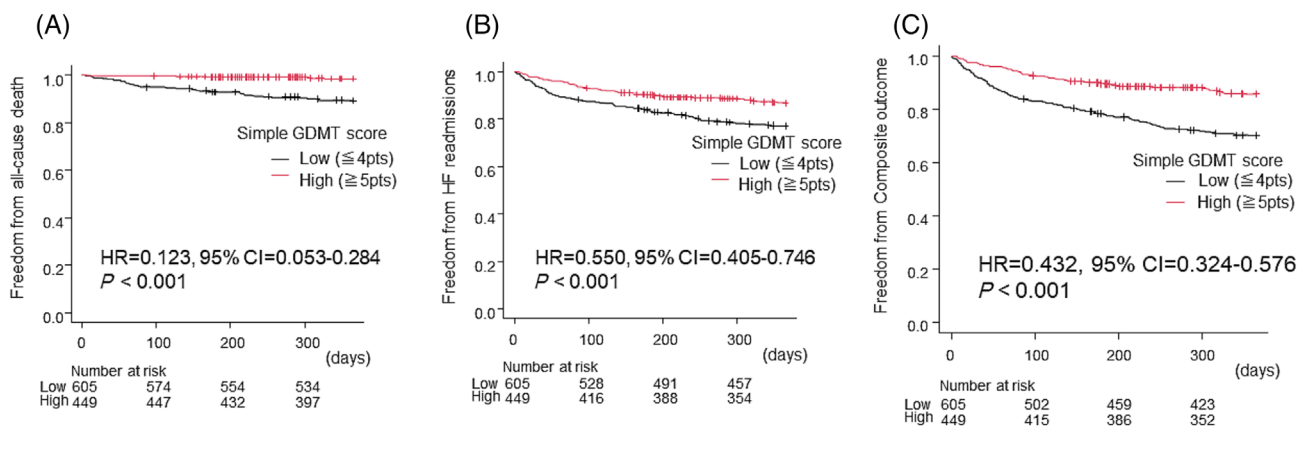 (A)
Freedom from all-cause death
1.0
0.8
0.6
0.4
0.2
0.0
Simple GDMT score
Low (≦4pts)
High (≧5pts)
HR=0.123, 95% CI=0.053-0.284
P < 0.001
0 100 200 300
(days)
Number at risk
Low 605 574 554 534
High 449 447 432 397
(B)
Freedom from HF readmissions
1.0
0.8
0.6
0.4
0.2
0.0
Simple GDMT score
Low (≦4pts)
High (≧5pts)
HR=0.550, 95% CI=0.405-0.746
P < 0.001
0 100 200 300
(days)
Number at risk
Low 605 528 491 457
High 449 416 388 354
(C)
Freedom from Composite outcome
1.0
0.8
0.6
0.4
0.2
0.0
Simple GDMT score
Low (≦4pts)
High (≧5pts)
HR=0.432, 95% CI=0.324-0.576
P < 0.001
0 100 200 300
(days)
Number at risk
Low 605 502 459 423
High 449 415 386 352